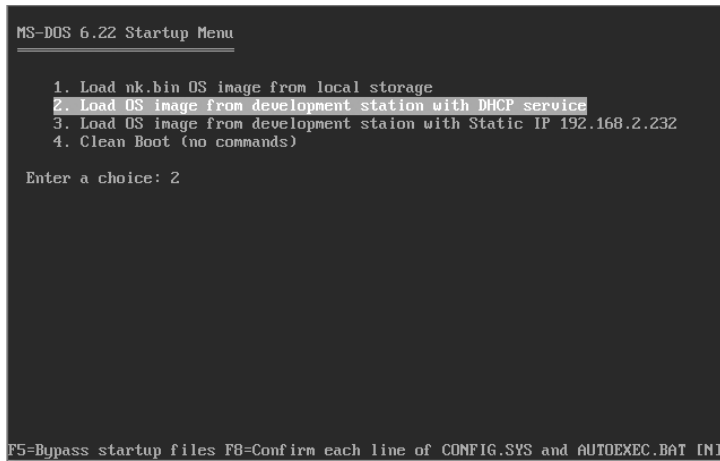 MS-DOS 6.22 Startup Menu
1. Load nk.bin OS image from local storage
2. Load OS image from development station with DHCP service
3. Load OS image from development staion with Static IP 192.168.2.232
4. Clean Boot (no commands)
Enter a choice: 2
F5=Bypass startup files F8=Confirm each line of CONFIG.SYS and AUTOEXEC.BAT [N]